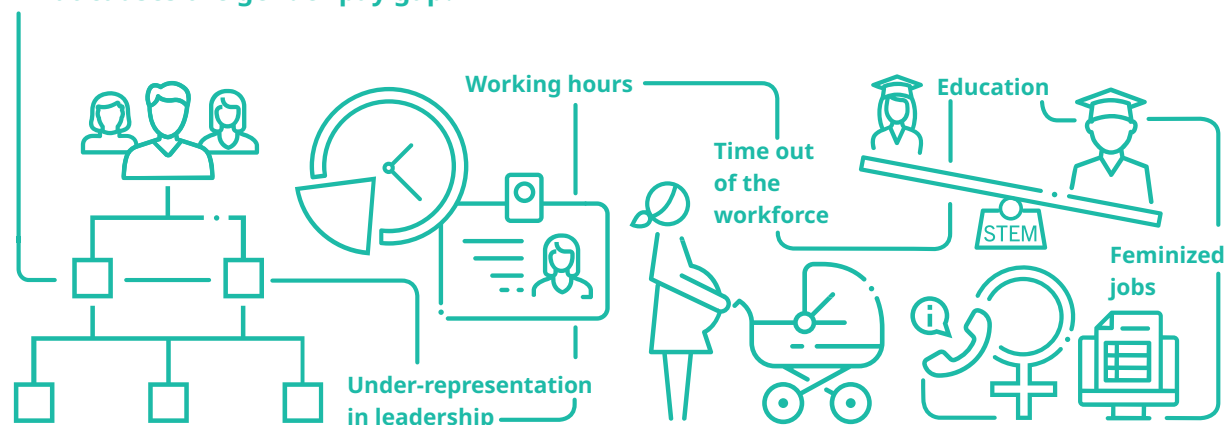 Working hours
Education
Time out
of the
workforce
STEM
Feminized
jobs
Under-representation
in leadership